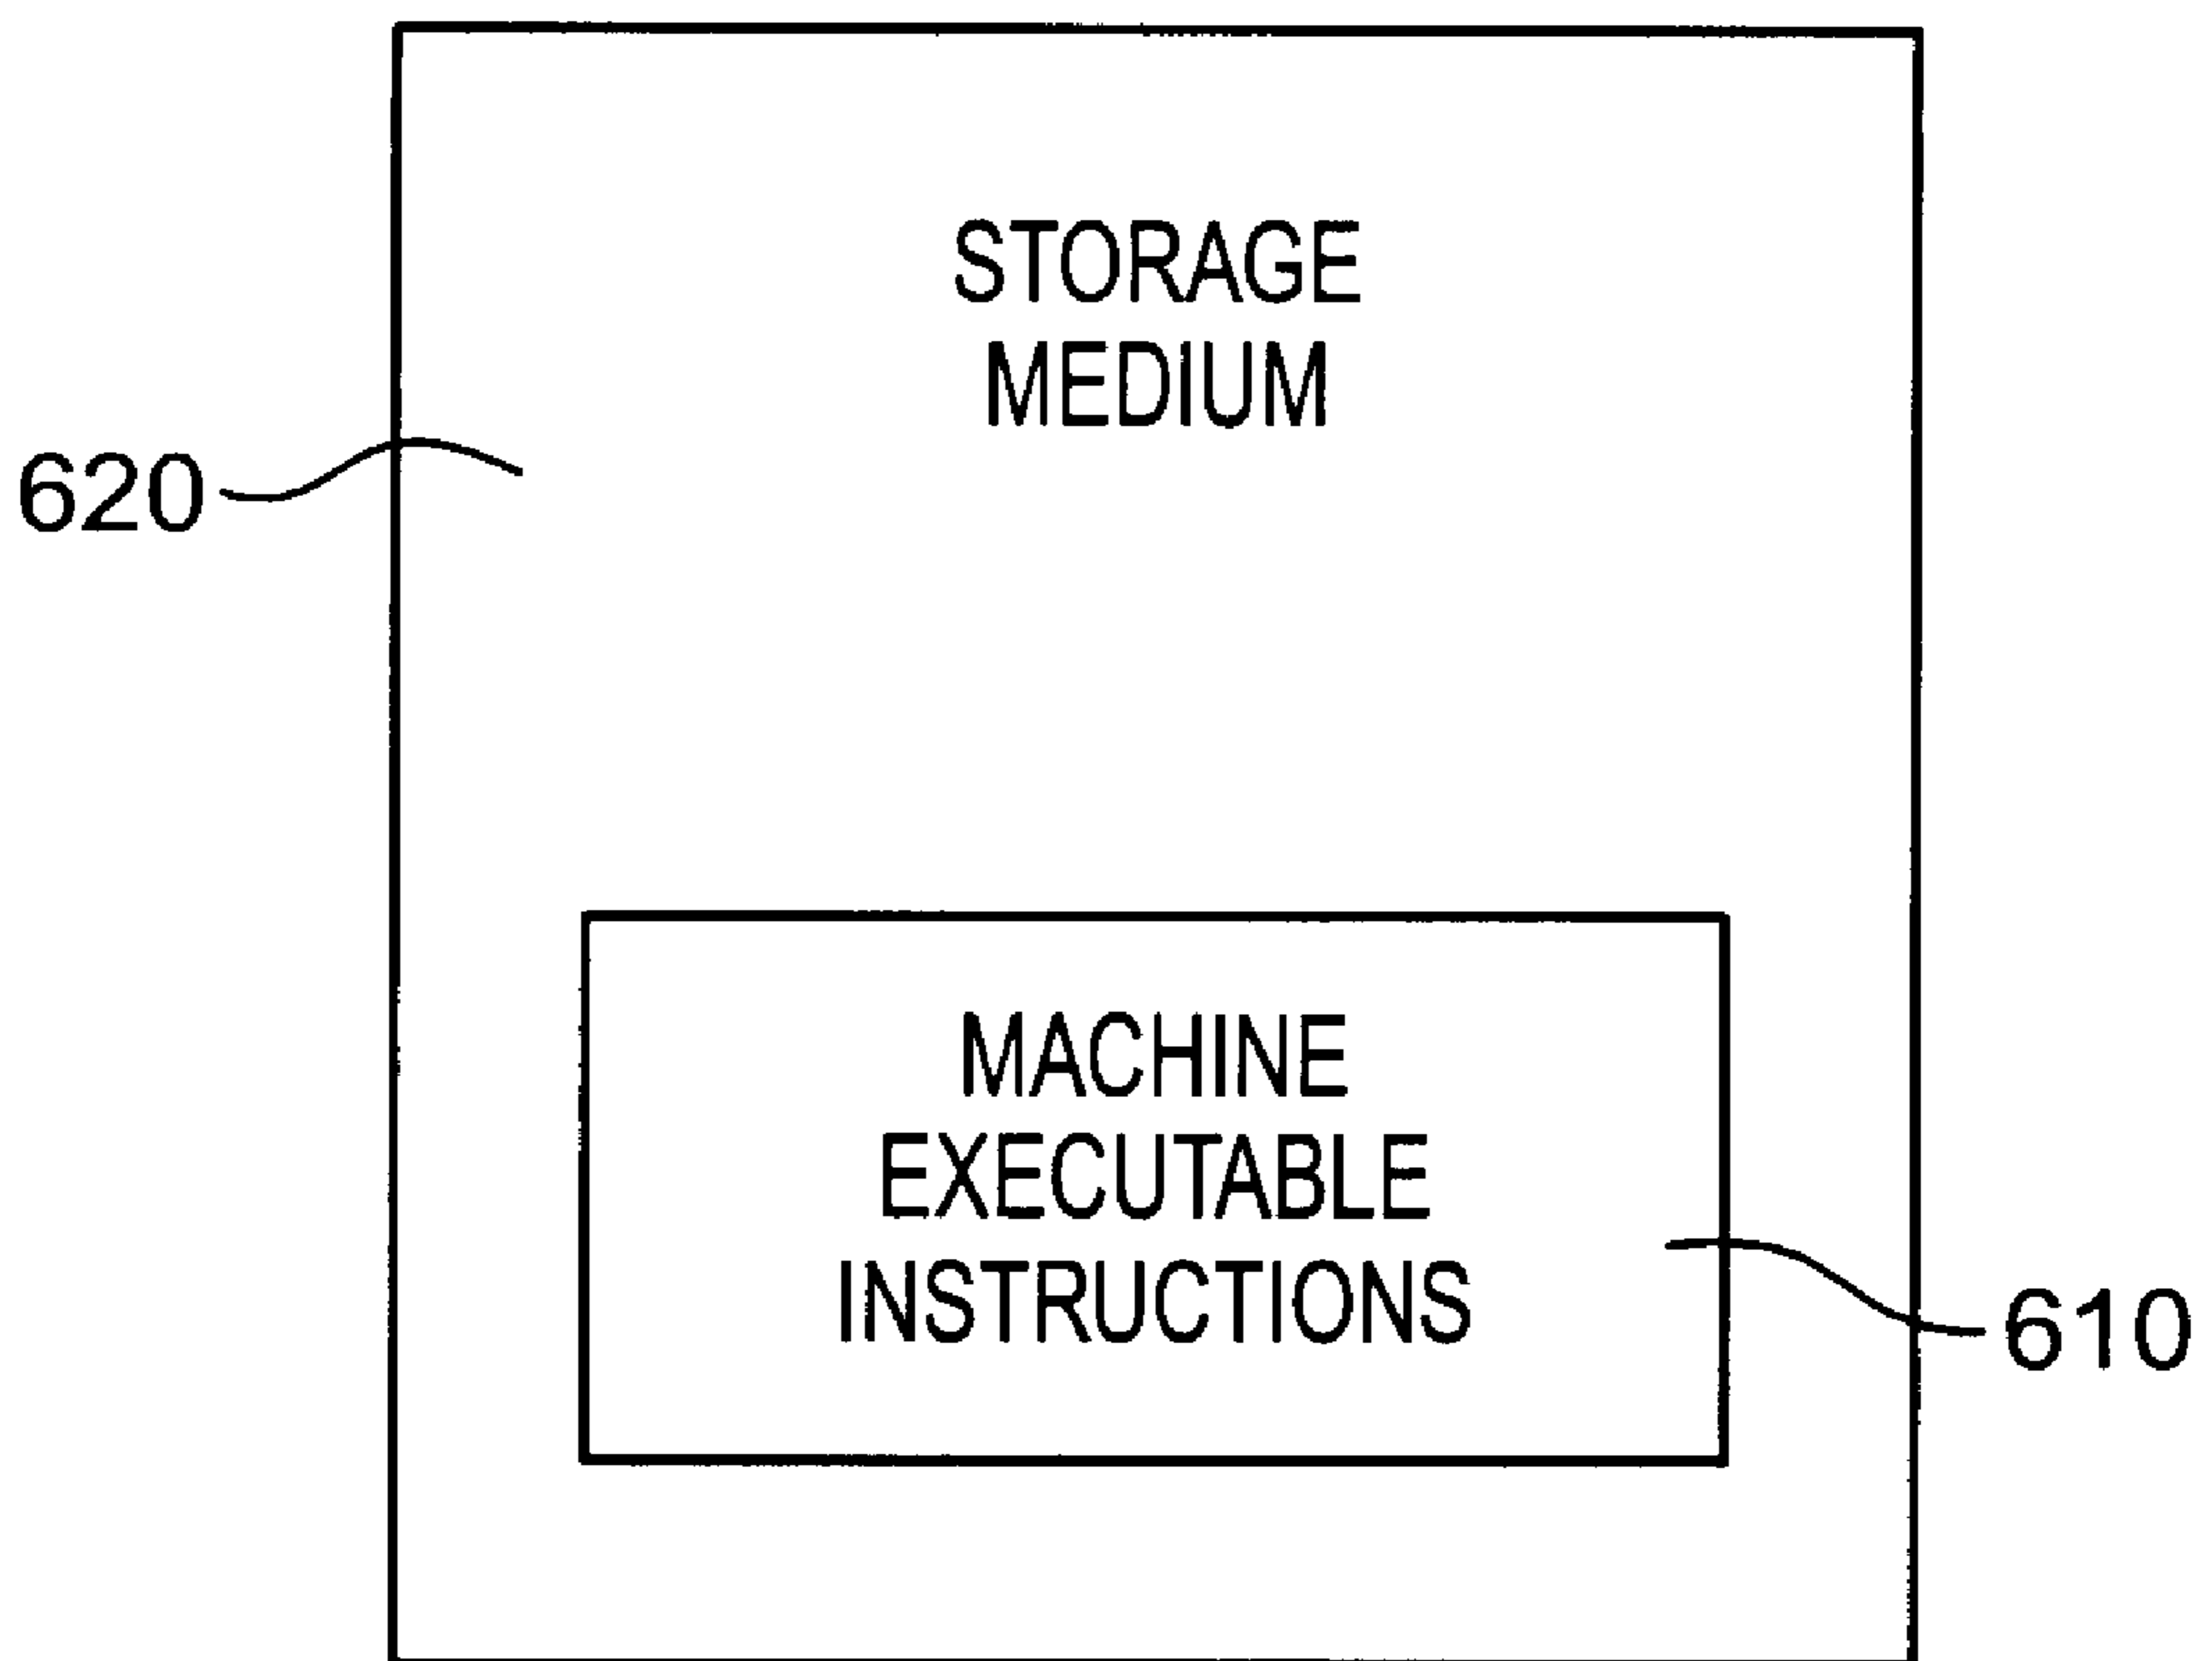 STORAGE
MEDIUM
620
MACHINE
EXECUTABLE
INSTRUCTIONS
610